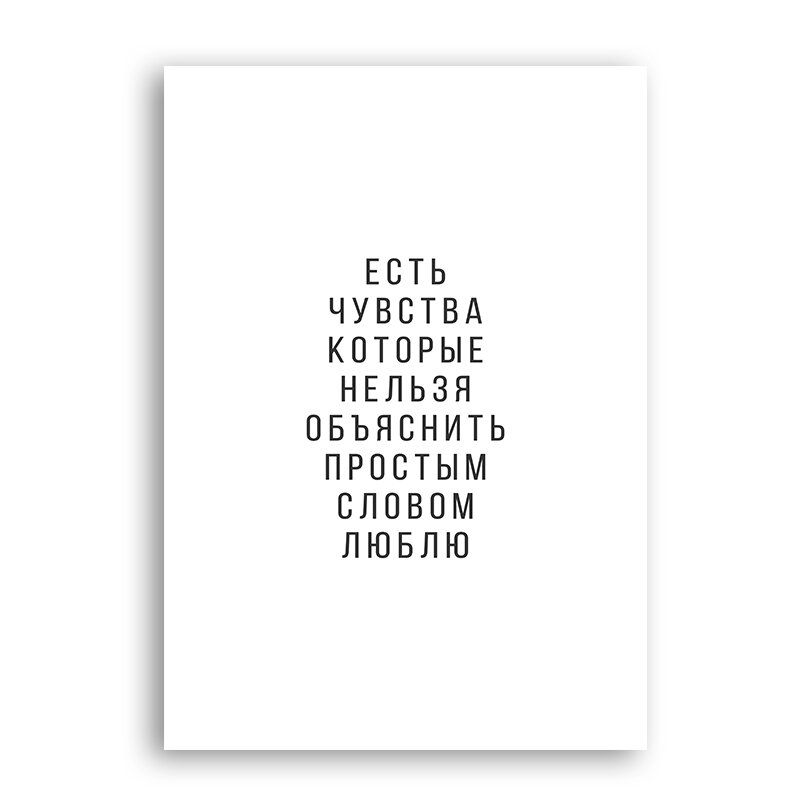 ЕСТЬ
ЧУВСТВА
КОТОРЫЕ
НЕЛЬЗЯ
ОБЪЯСНИТЬ
ПРОСТЫМ
СЛОВОМ
ЛЮБЛЮ